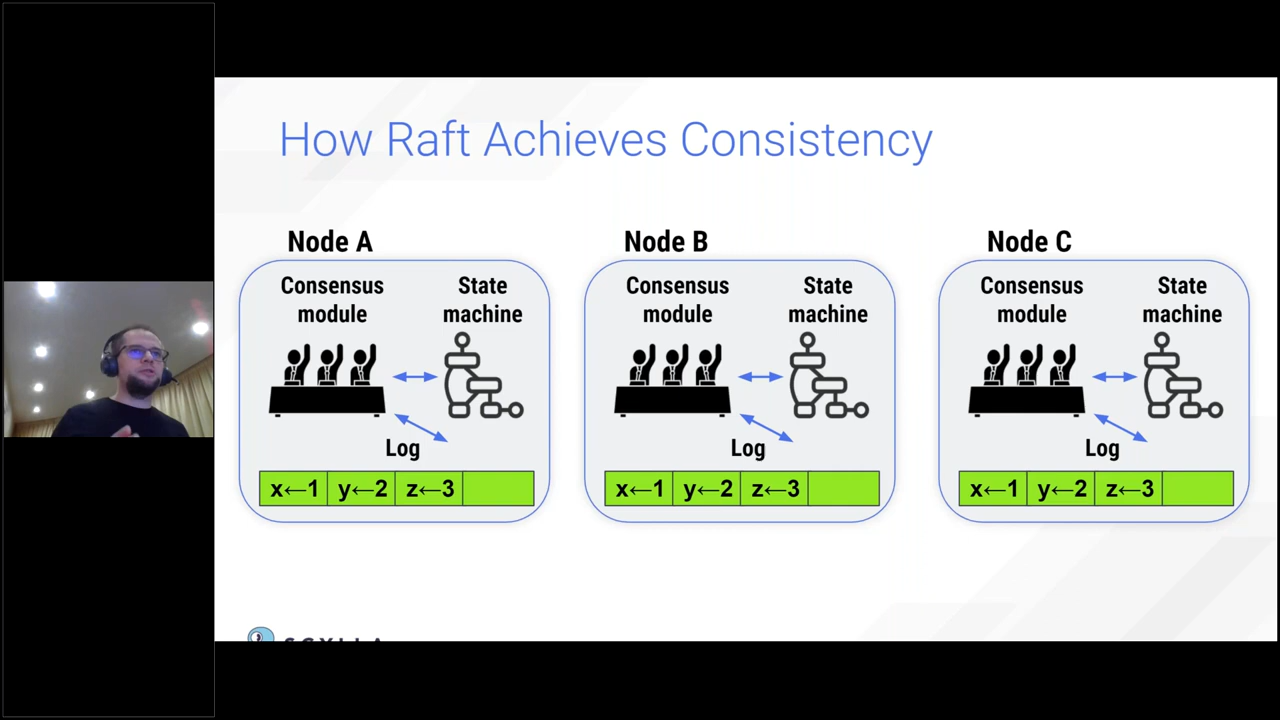 How Raft Achieves Consistency
Node A
Consensus
module
State
machine
Log
x←1 y←2 z←3
Node B
Consensus
module
State
machine
Log
x←1 y←2 z←3
Node C
Consensus
module
State
machine
Log
x←1 y←2 z←3